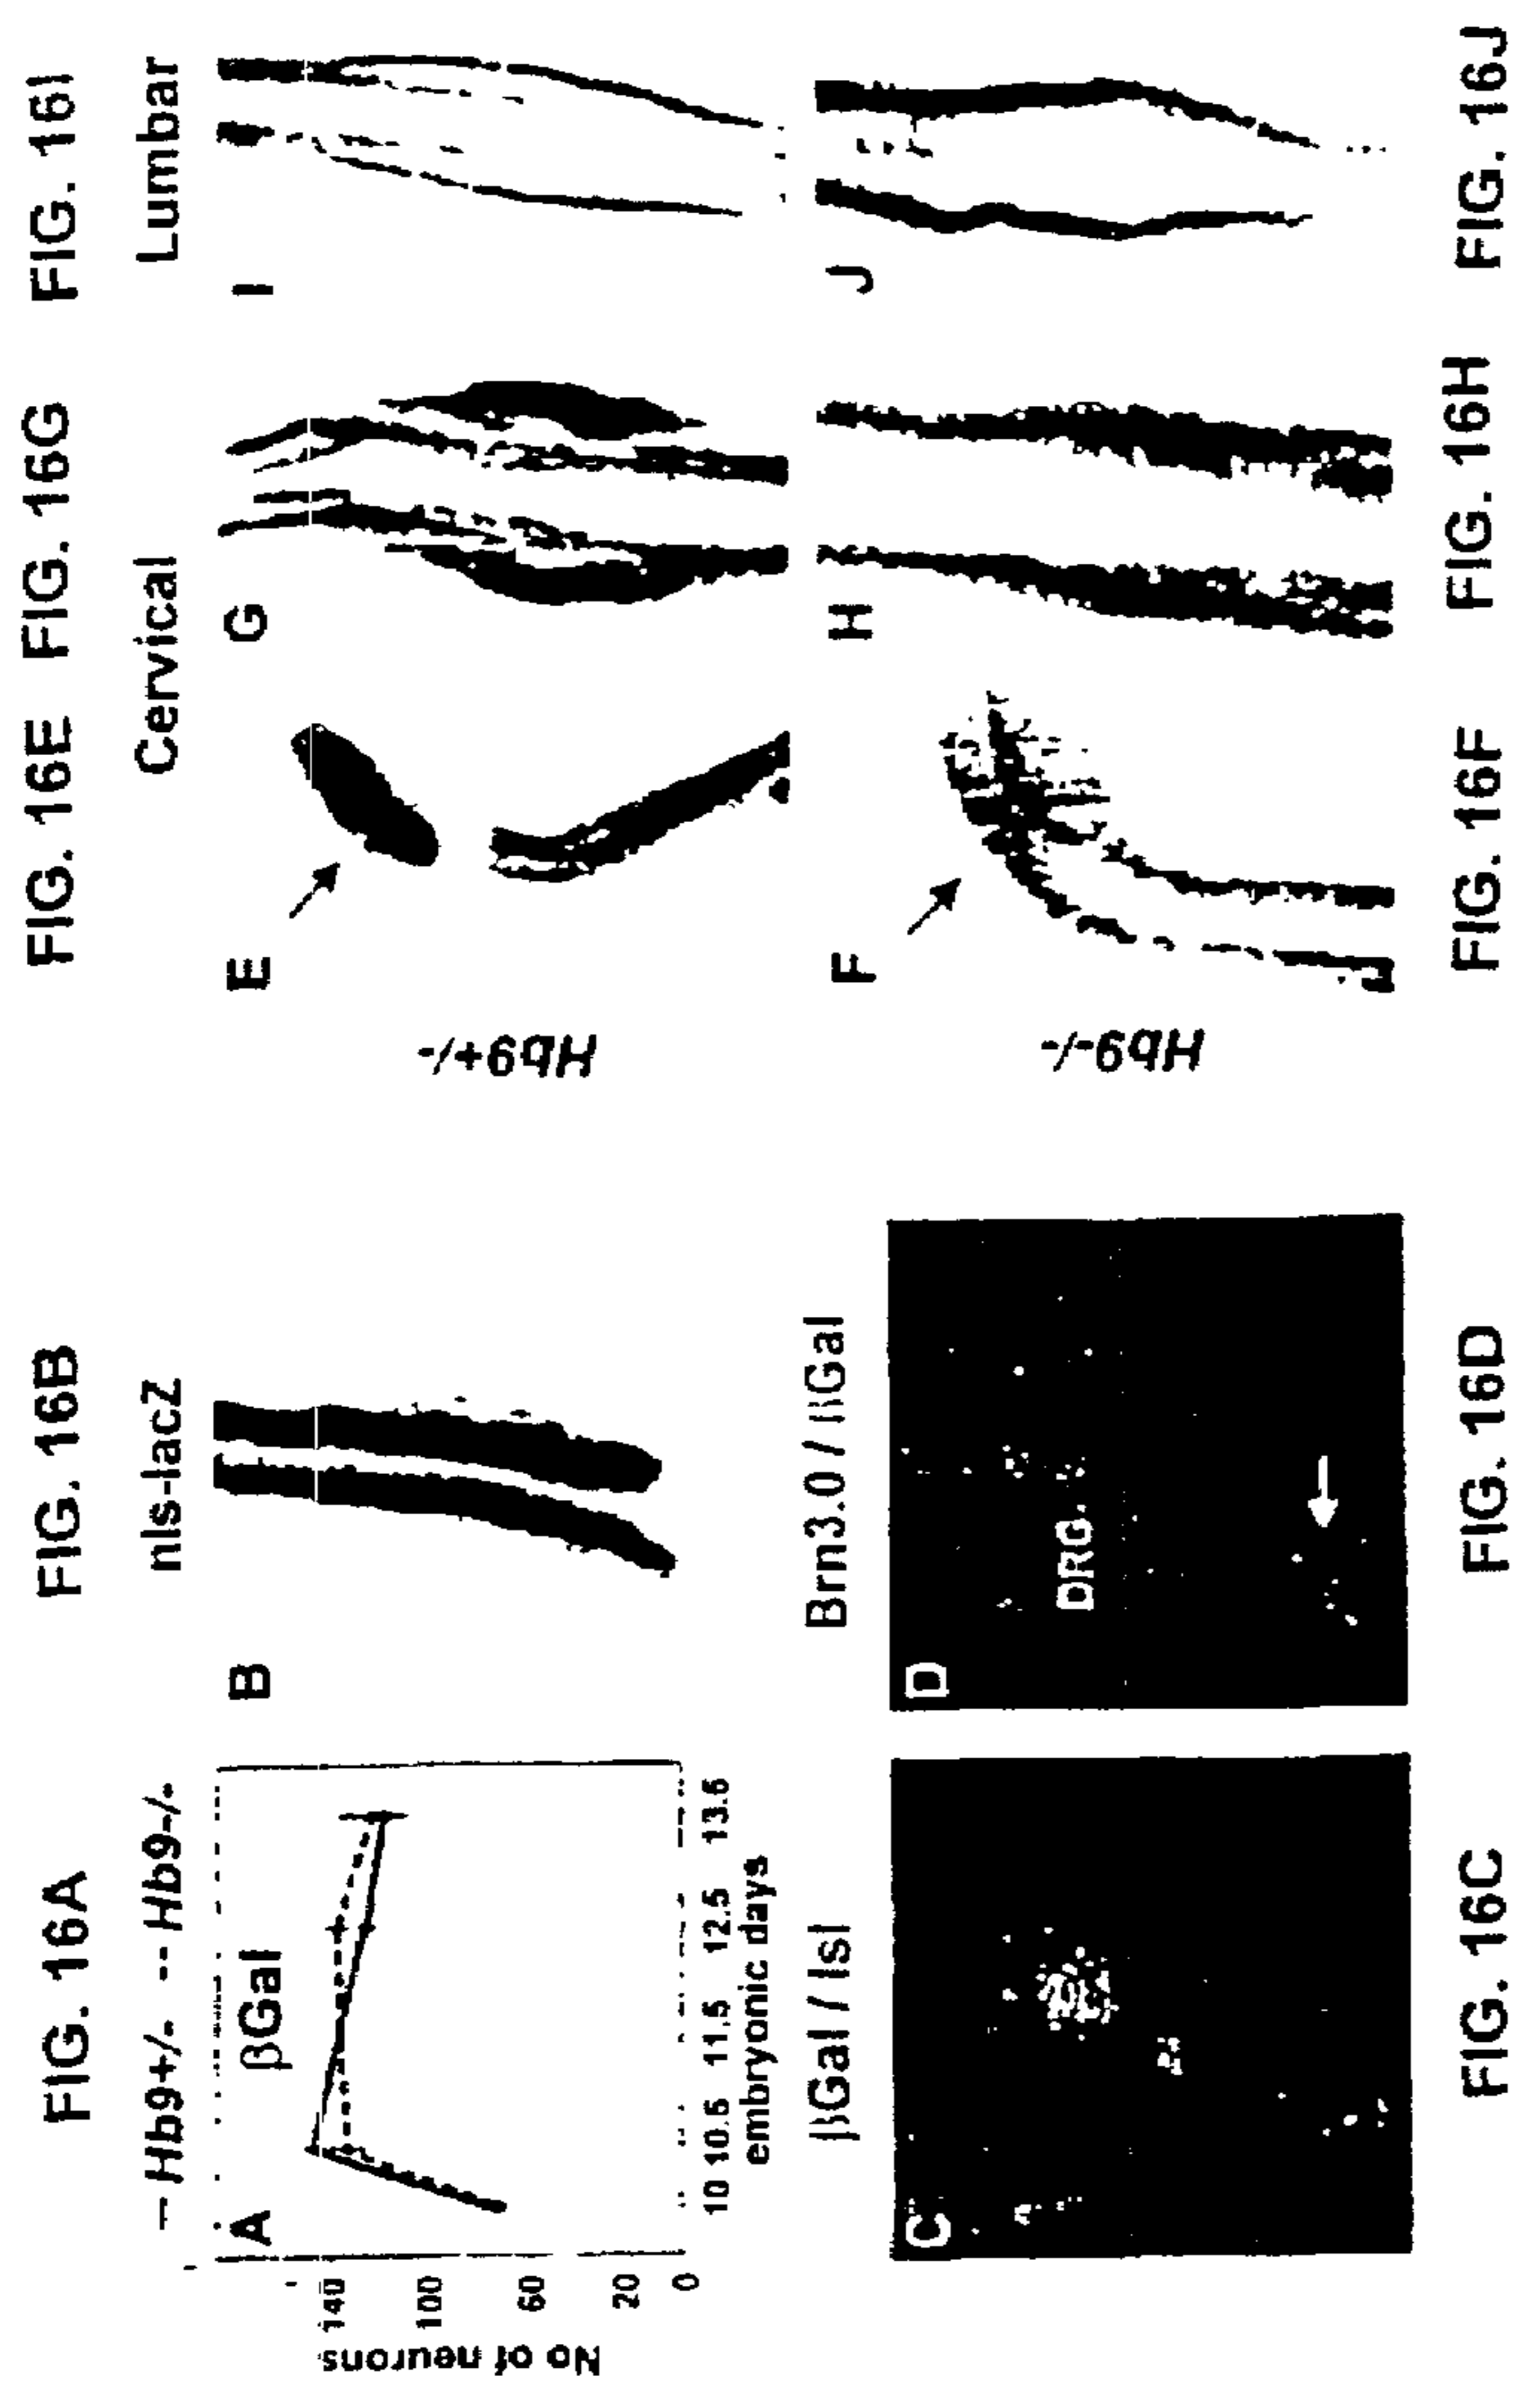 FIG. 16A FIG. 16B FIG. 16E FIG. 16G FIG. 16I
— Hb9+/- -- Hb9-/- nls-lacZ Cervical Lumbar
A B E G I
βGal
No of neurons
140
100
60
20
0
10 10.5 11.5 12.5 13.5
embryonic days
Hb9+/-
βGal / Isl Brn3.0 / βGal
C D F H J
DRG
Hb9-/-
FIG. 16C FIG. 16D FIG. 16F FIG. 16H FIG. 16J